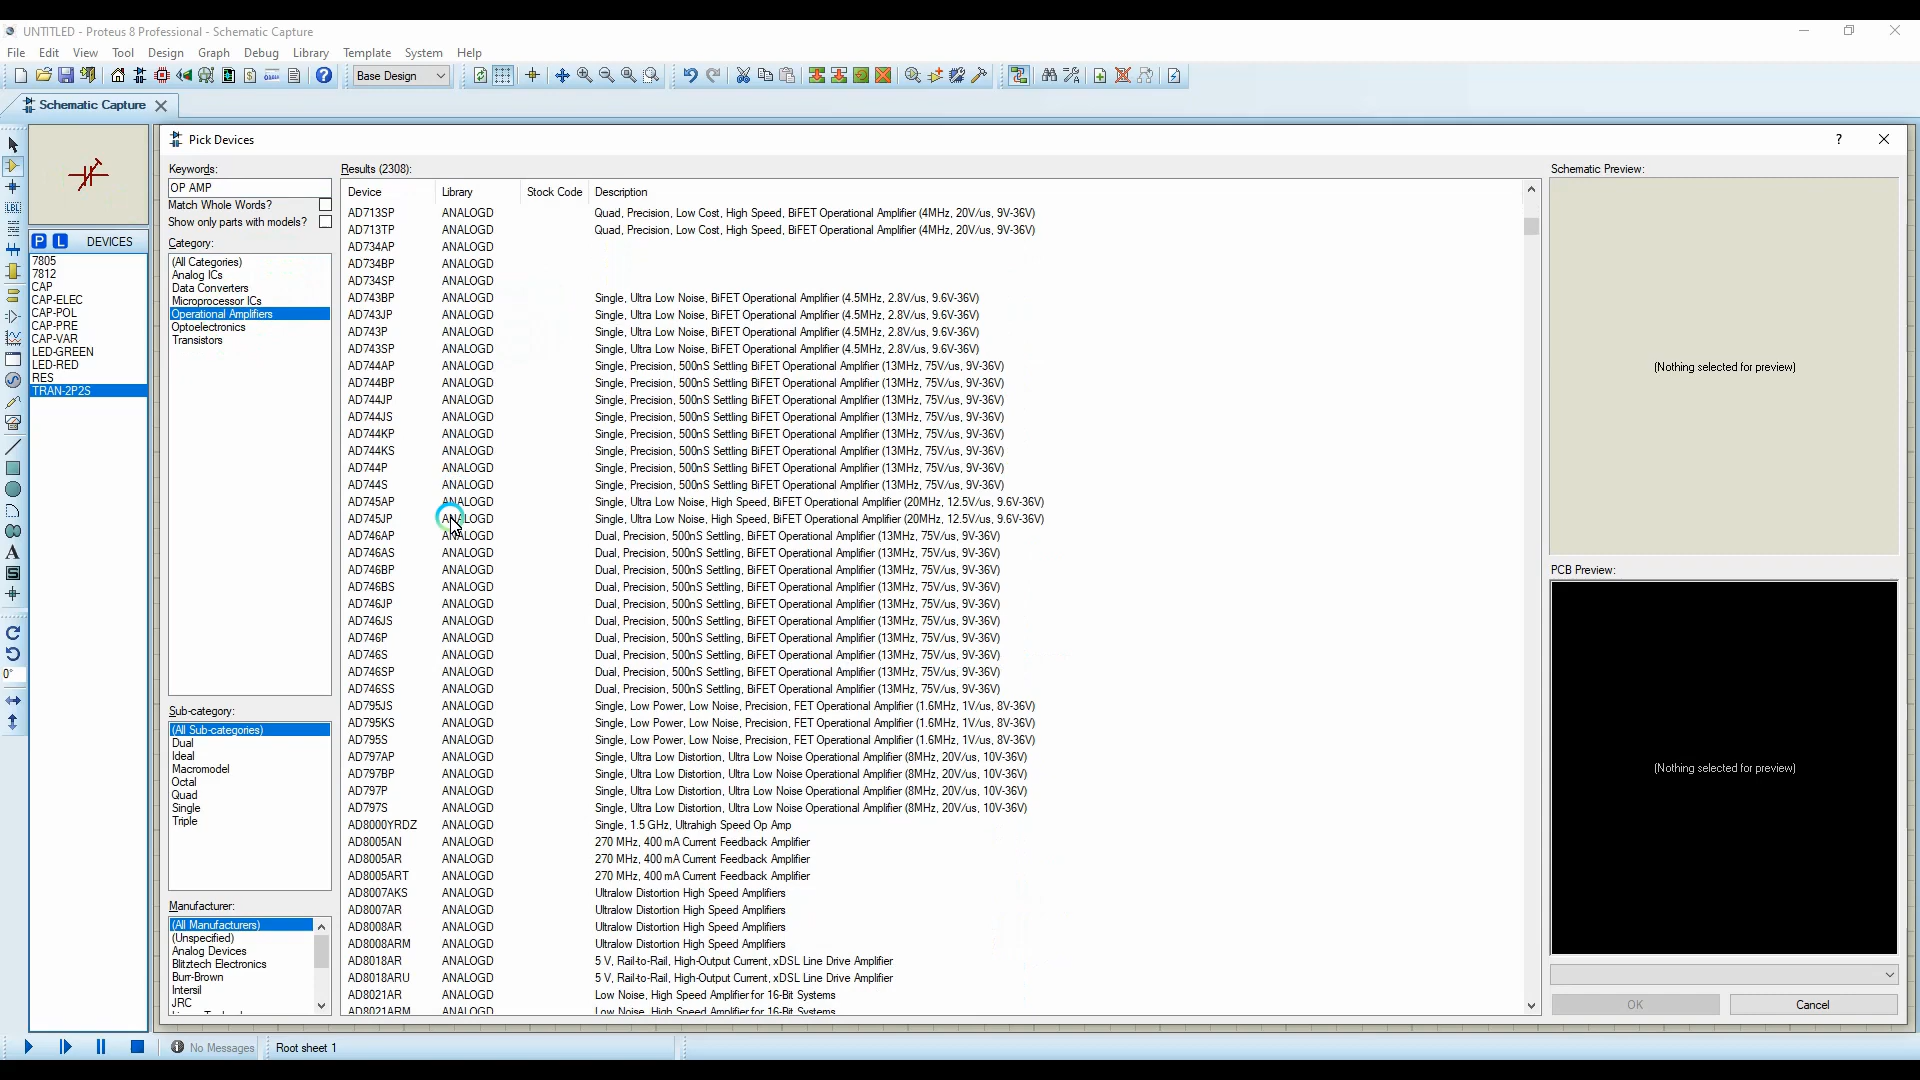 UNTITLED - Proteus 8 Professional - Schematic Capture
File Edit View Tool Design Graph Debug Library Template System Help
Base Design
Schematic Capture
Pick Devices
Keywords:
OP AMP
Match Whole Words?
Show only parts with models?
Category:
(All Categories)
Analog ICs
Data Converters
Microprocessor ICs
Operational Amplifiers
Optoelectronics
Transistors
Sub-category:
(All Sub-categories)
Dual
Ideal
Macromodel
Octal
Quad
Single
Triple
Manufacturer:
(All Manufacturers)
(Unspecified)
Analog Devices
Blitztech Electronics
Burr-Brown
Intersil
JRC
P L DEVICES
7805
7812
CAP
CAP-ELEC
CAP-POL
CAP-PRE
CAP-VAR
LED-GREEN
LED-RED
RES
TRAN-2P2S
LBL
A
S
0°
Results (2308):
Device Library Stock Code Description
AD713SP ANALOGD Quad, Precision, Low Cost, High Speed, BiFET Operational Amplifier (4MHz, 20V/us, 9V-36V)
AD713TP ANALOGD Quad, Precision, Low Cost, High Speed, BiFET Operational Amplifier (4MHz, 20V/us, 9V-36V)
AD734AP ANALOGD
AD734BP ANALOGD
AD734SP ANALOGD
AD743BP ANALOGD Single, Ultra Low Noise, BiFET Operational Amplifier (4.5MHz, 2.8V/us, 9.6V-36V)
AD743JP ANALOGD Single, Ultra Low Noise, BiFET Operational Amplifier (4.5MHz, 2.8V/us, 9.6V-36V)
AD743P ANALOGD Single, Ultra Low Noise, BiFET Operational Amplifier (4.5MHz, 2.8V/us, 9.6V-36V)
AD743SP ANALOGD Single, Ultra Low Noise, BiFET Operational Amplifier (4.5MHz, 2.8V/us, 9.6V-36V)
AD744AP ANALOGD Single, Precision, 500nS Settling BiFET Operational Amplifier (13MHz, 75V/us, 9V-36V)
AD744BP ANALOGD Single, Precision, 500nS Settling BiFET Operational Amplifier (13MHz, 75V/us, 9V-36V)
AD744JP ANALOGD Single, Precision, 500nS Settling BiFET Operational Amplifier (13MHz, 75V/us, 9V-36V)
AD744JS ANALOGD Single, Precision, 500nS Settling BiFET Operational Amplifier (13MHz, 75V/us, 9V-36V)
AD744KP ANALOGD Single, Precision, 500nS Settling BiFET Operational Amplifier (13MHz, 75V/us, 9V-36V)
AD744KS ANALOGD Single, Precision, 500nS Settling BiFET Operational Amplifier (13MHz, 75V/us, 9V-36V)
AD744P ANALOGD Single, Precision, 500nS Settling BiFET Operational Amplifier (13MHz, 75V/us, 9V-36V)
AD744S ANALOGD Single, Precision, 500nS Settling BiFET Operational Amplifier (13MHz, 75V/us, 9V-36V)
AD745AP ANALOGD Single, Ultra Low Noise, High Speed, BiFET Operational Amplifier (20MHz, 12.5V/us, 9.6V-36V)
AD745JP ANALOGD Single, Ultra Low Noise, High Speed, BiFET Operational Amplifier (20MHz, 12.5V/us, 9.6V-36V)
AD746AP ANALOGD Dual, Precision, 500nS Settling, BiFET Operational Amplifier (13MHz, 75V/us, 9V-36V)
AD746AS ANALOGD Dual, Precision, 500nS Settling, BiFET Operational Amplifier (13MHz, 75V/us, 9V-36V)
AD746BP ANALOGD Dual, Precision, 500nS Settling, BiFET Operational Amplifier (13MHz, 75V/us, 9V-36V)
AD746BS ANALOGD Dual, Precision, 500nS Settling, BiFET Operational Amplifier (13MHz, 75V/us, 9V-36V)
AD746JP ANALOGD Dual, Precision, 500nS Settling, BiFET Operational Amplifier (13MHz, 75V/us, 9V-36V)
AD746JS ANALOGD Dual, Precision, 500nS Settling, BiFET Operational Amplifier (13MHz, 75V/us, 9V-36V)
AD746P ANALOGD Dual, Precision, 500nS Settling, BiFET Operational Amplifier (13MHz, 75V/us, 9V-36V)
AD746S ANALOGD Dual, Precision, 500nS Settling, BiFET Operational Amplifier (13MHz, 75V/us, 9V-36V)
AD746SP ANALOGD Dual, Precision, 500nS Settling, BiFET Operational Amplifier (13MHz, 75V/us, 9V-36V)
AD746SS ANALOGD Dual, Precision, 500nS Settling, BiFET Operational Amplifier (13MHz, 75V/us, 9V-36V)
AD795JS ANALOGD Single, Low Power, Low Noise, Precision, FET Operational Amplifier (1.6MHz, 1V/us, 8V-36V)
AD795KS ANALOGD Single, Low Power, Low Noise, Precision, FET Operational Amplifier (1.6MHz, 1V/us, 8V-36V)
AD795S ANALOGD Single, Low Power, Low Noise, Precision, FET Operational Amplifier (1.6MHz, 1V/us, 8V-36V)
AD797AP ANALOGD Single, Ultra Low Distortion, Ultra Low Noise Operational Amplifier (8MHz, 20V/us, 10V-36V)
AD797BP ANALOGD Single, Ultra Low Distortion, Ultra Low Noise Operational Amplifier (8MHz, 20V/us, 10V-36V)
AD797P ANALOGD Single, Ultra Low Distortion, Ultra Low Noise Operational Amplifier (8MHz, 20V/us, 10V-36V)
AD797S ANALOGD Single, Ultra Low Distortion, Ultra Low Noise Operational Amplifier (8MHz, 20V/us, 10V-36V)
AD8000YRDZ ANALOGD Single, 1.5 GHz, Ultrahigh Speed Op Amp
AD8005AN ANALOGD 270 MHz, 400 mA Current Feedback Amplifier
AD8005AR ANALOGD 270 MHz, 400 mA Current Feedback Amplifier
AD8005ART ANALOGD 270 MHz, 400 mA Current Feedback Amplifier
AD8007AKS ANALOGD Ultralow Distortion High Speed Amplifiers
AD8007AR ANALOGD Ultralow Distortion High Speed Amplifiers
AD8008AR ANALOGD Ultralow Distortion High Speed Amplifiers
AD8008ARM ANALOGD Ultralow Distortion High Speed Amplifiers
AD8018AR ANALOGD 5 V, Rail-to-Rail, High-Output Current, xDSL Line Drive Amplifier
AD8018ARU ANALOGD 5 V, Rail-to-Rail, High-Output Current, xDSL Line Drive Amplifier
AD8021AR ANALOGD Low Noise, High Speed Amplifier for 16-Bit Systems
AD8021ARM ANALOGD Low Noise, High Speed Amplifier for 16-Bit Systems
Schematic Preview:
(Nothing selected for preview)
PCB Preview:
(Nothing selected for preview)
OK Cancel
No Messages Root sheet 1